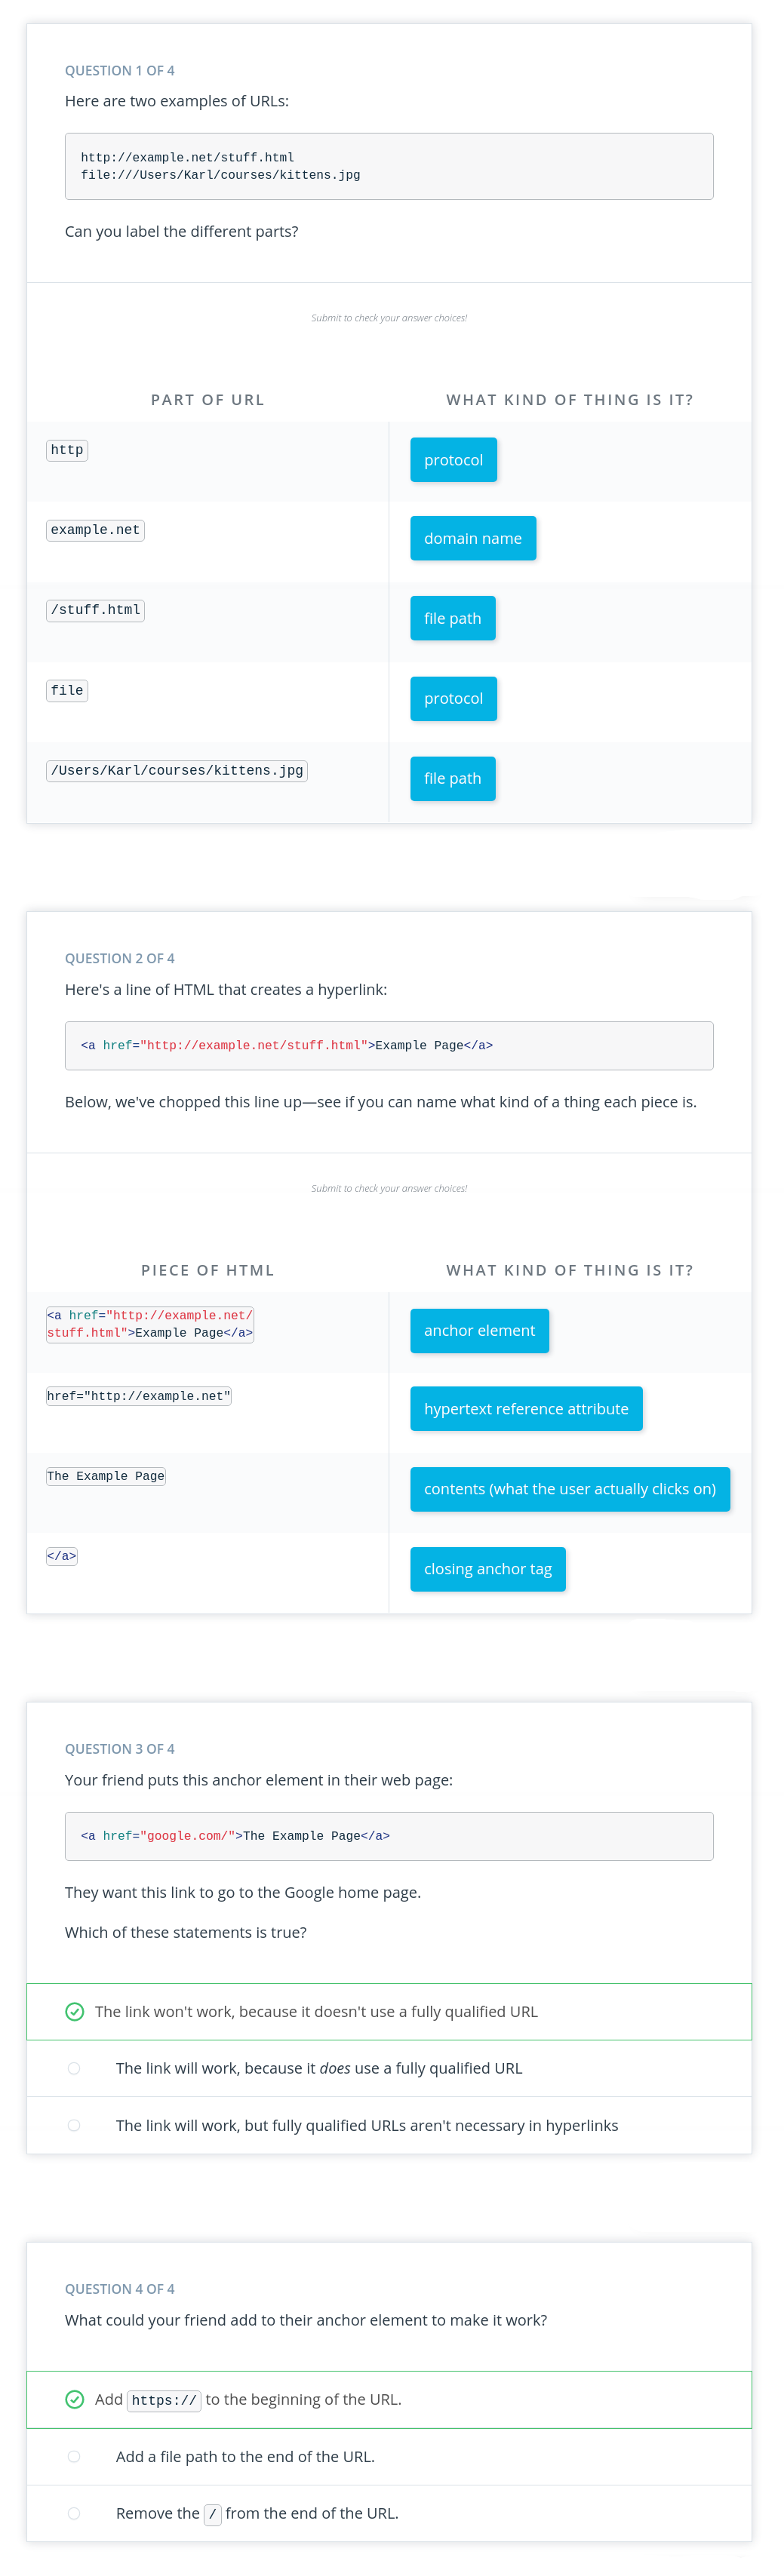 QUESTION 1 OF 4
Here are two examples of URLs:
http://example.net/stuff.html
file:///Users/Karl/courses/kittens.jpg
Can you label the different parts?
Submit to check your answer choices!
PART OF URL
WHAT KIND OF THING IS IT?
http
protocol
example.net
domain name
/stuff.html
file path
file
protocol
/Users/Karl/courses/kittens.jpg
file path
QUESTION 2 OF 4
Here's a line of HTML that creates a hyperlink:
<a href="http://example.net/stuff.html">Example Page</a>
Below, we've chopped this line up—see if you can name what kind of a thing each piece is.
Submit to check your answer choices!
PIECE OF HTML
WHAT KIND OF THING IS IT?
<a href="http://example.net/
stuff.html">Example Page</a>
anchor element
href="http://example.net"
hypertext reference attribute
The Example Page
contents (what the user actually clicks on)
</a>
closing anchor tag
QUESTION 3 OF 4
Your friend puts this anchor element in their web page:
<a href="google.com/">The Example Page</a>
They want this link to go to the Google home page.
Which of these statements is true?
The link won't work, because it doesn't use a fully qualified URL
The link will work, because it does use a fully qualified URL
The link will work, but fully qualified URLs aren't necessary in hyperlinks
QUESTION 4 OF 4
What could your friend add to their anchor element to make it work?
Add https:// to the beginning of the URL.
Add a file path to the end of the URL.
Remove the / from the end of the URL.